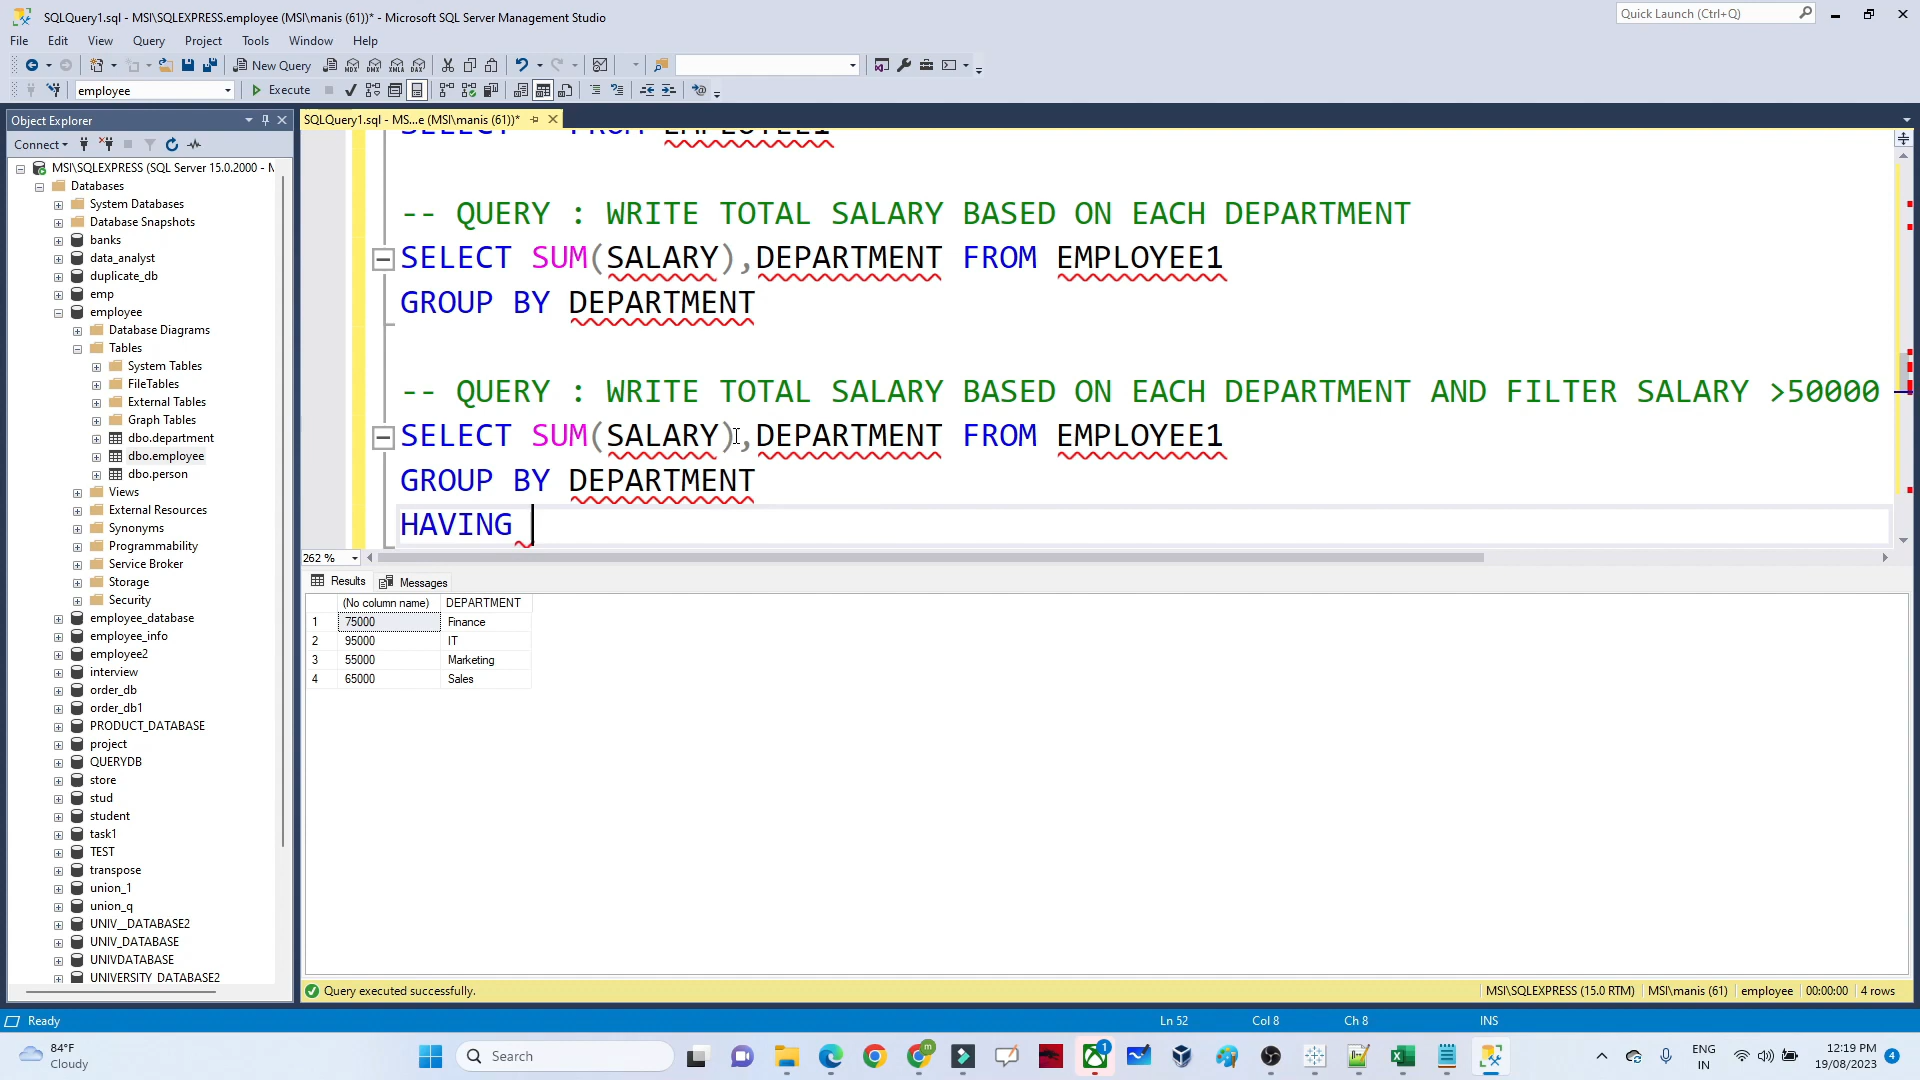 SQLQuery1.sql - MSI\SQLEXPRESS.employee (MSI\manis (61))* - Microsoft SQL Server Management Studio
Quick Launch (Ctrl+Q)
File Edit View Query Project Tools Window Help
New Query
employee
Execute
Object Explorer
SQLQuery1.sql - MS...e (MSI\manis (61))*
Connect
MSI\SQLEXPRESS (SQL Server 15.0.2000 -
Databases
System Databases
Database Snapshots
banks
data_analyst
duplicate_db
emp
employee
Database Diagrams
Tables
System Tables
FileTables
External Tables
Graph Tables
dbo.department
dbo.employee
dbo.person
Views
External Resources
Synonyms
Programmability
Service Broker
Storage
Security
employee_database
employee_info
employee2
interview
order_db
order_db1
PRODUCT_DATABASE
project
QUERYDB
store
stud
student
task1
TEST
transpose
union_1
union_q
UNIV__DATABASE2
UNIV_DATABASE
UNIVDATABASE
UNIVERSITY_DATABASE2
SELECT * FROM EMPLOYEE1
-- QUERY : WRITE TOTAL SALARY BASED ON EACH DEPARTMENT
SELECT SUM(SALARY),DEPARTMENT FROM EMPLOYEE1
GROUP BY DEPARTMENT
-- QUERY : WRITE TOTAL SALARY BASED ON EACH DEPARTMENT AND FILTER SALARY >50000
SELECT SUM(SALARY),DEPARTMENT FROM EMPLOYEE1
GROUP BY DEPARTMENT
HAVING
262 %
Results Messages
(No column name) DEPARTMENT
1 75000 Finance
2 95000 IT
3 55000 Marketing
4 65000 Sales
Query executed successfully.
MSI\SQLEXPRESS (15.0 RTM) MSI\manis (61) employee 00:00:00 4 rows
Ready
Ln 52 Col 8 Ch 8 INS
84°F
Cloudy
Search
m
1
ENG
IN
12:19 PM
19/08/2023
4